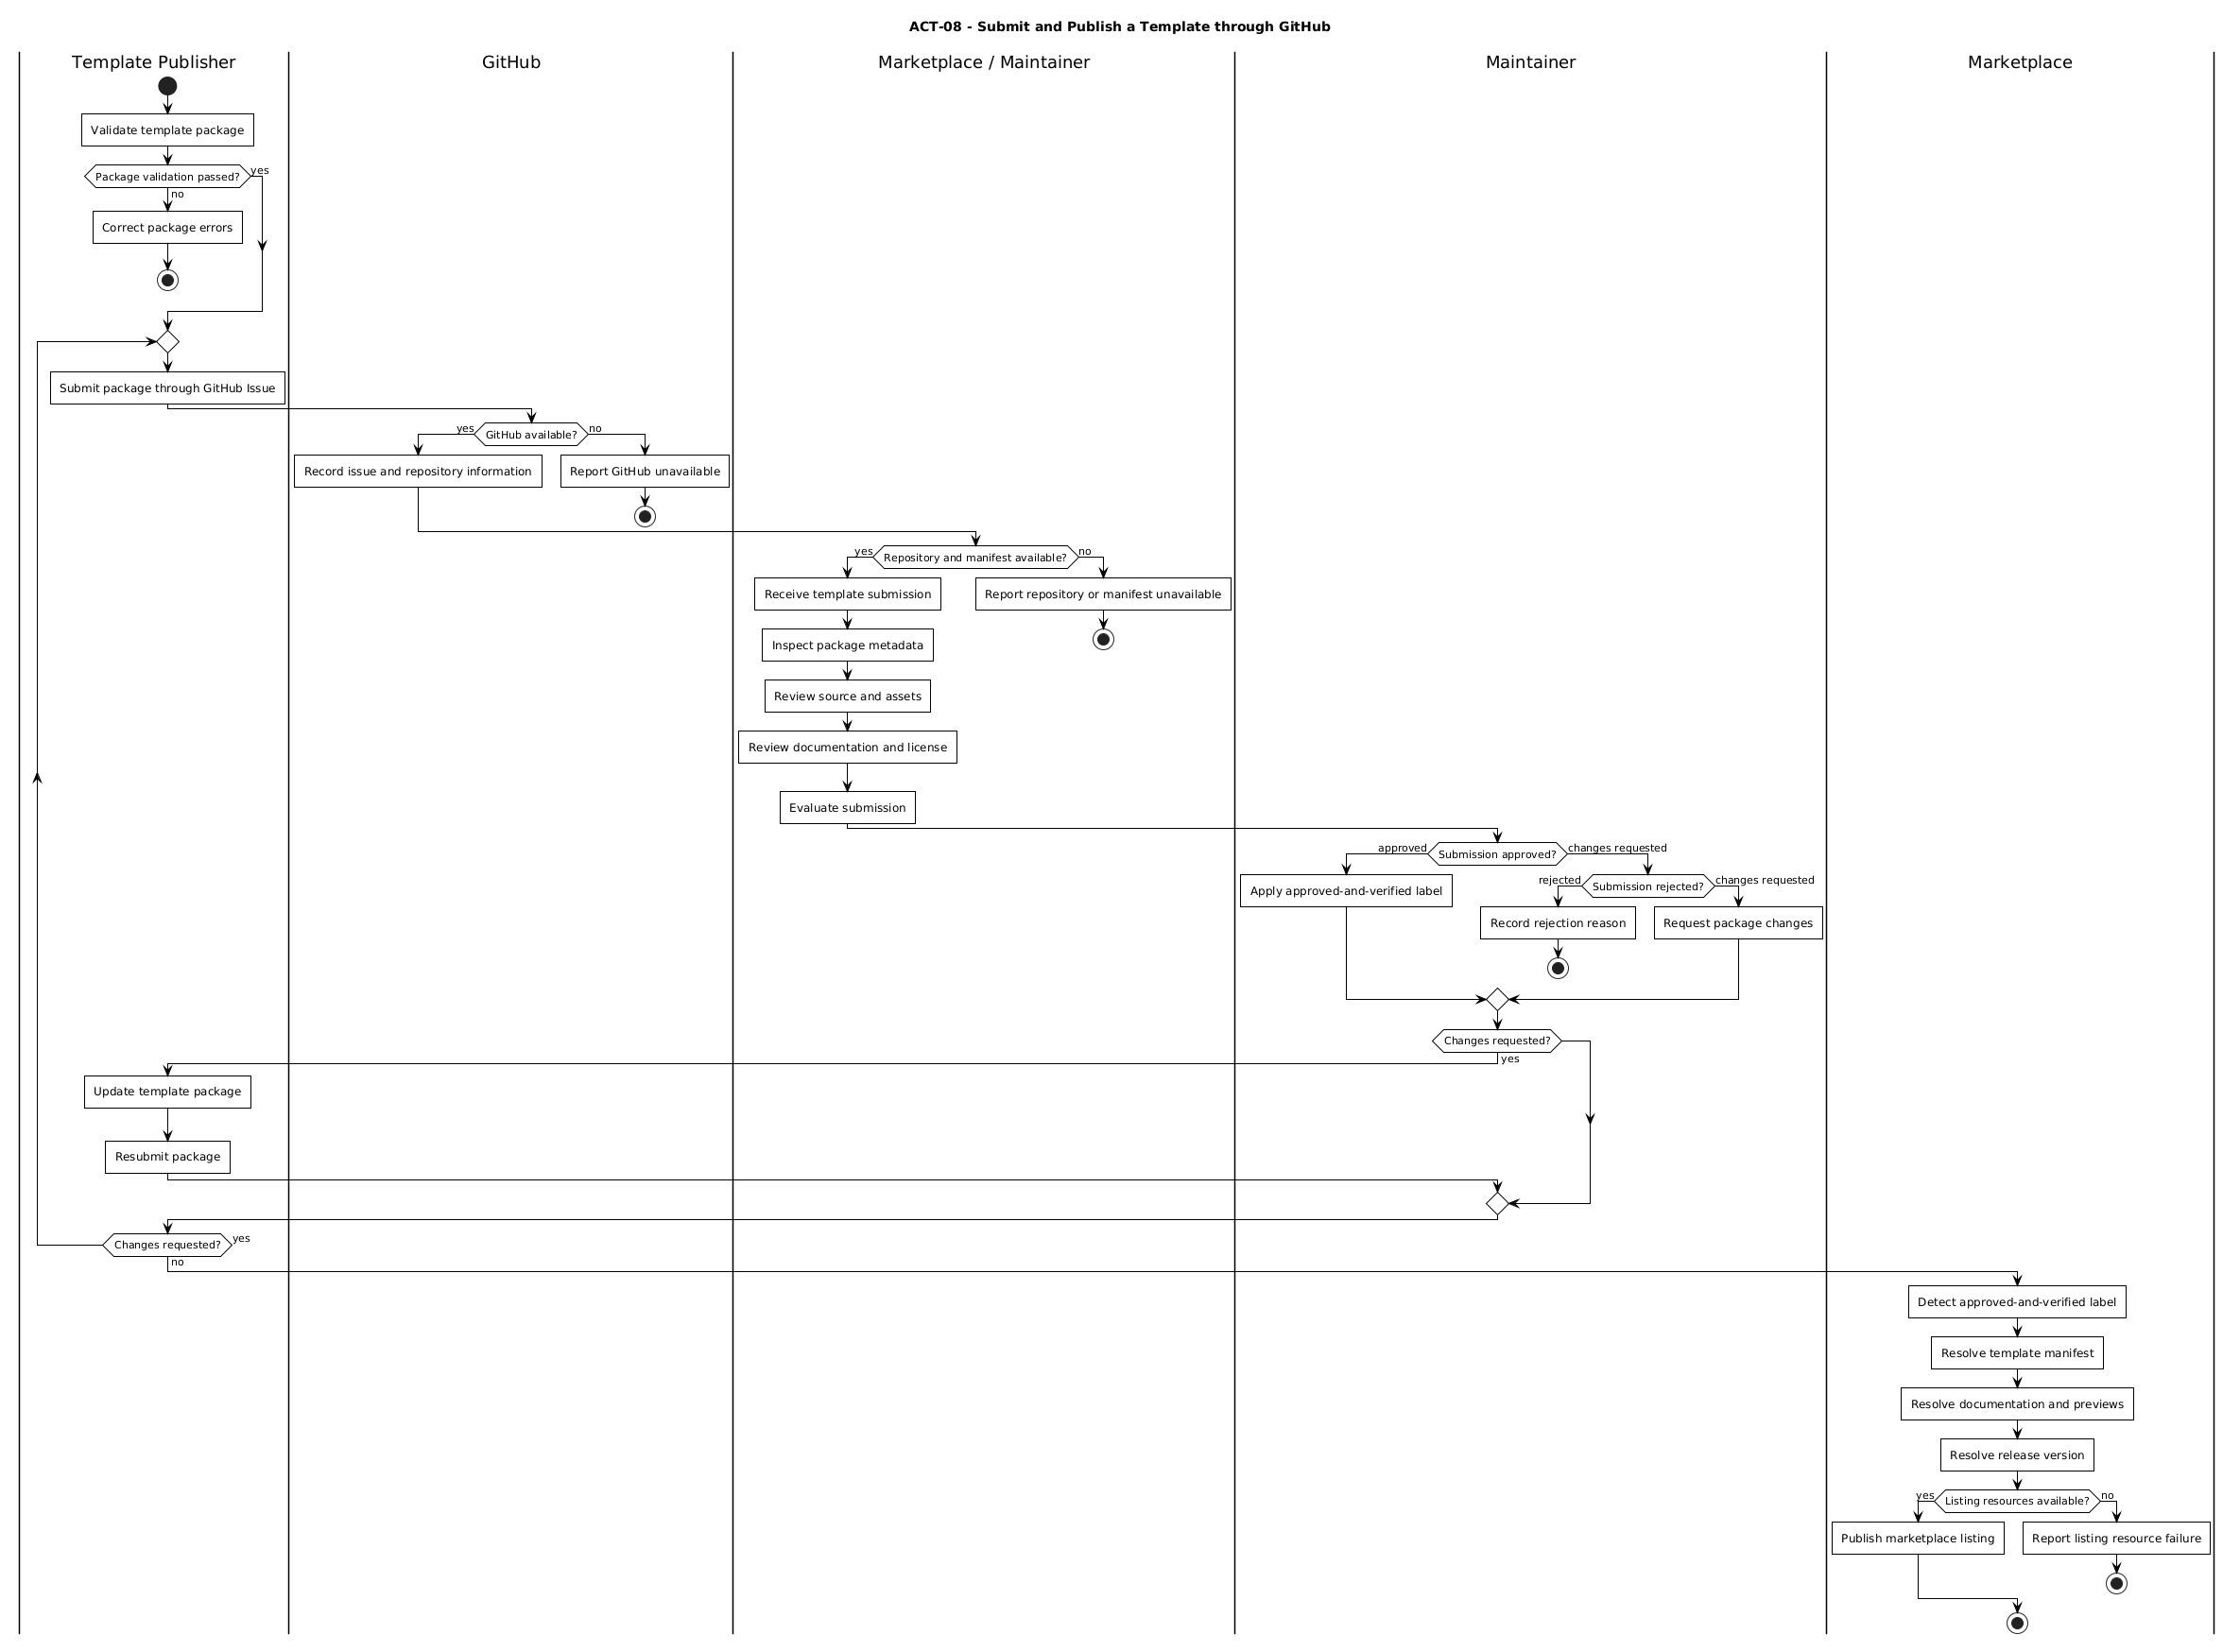 ACT-08 - Submit and Publish a Template through GitHub
Template Publisher
GitHub
Marketplace / Maintainer
Maintainer
Marketplace
Validate template package
Package validation passed?
yes
no
Correct package errors
Submit package through GitHub Issue
GitHub available?
yes
no
Record issue and repository information
Report GitHub unavailable
Repository and manifest available?
yes
no
Receive template submission
Report repository or manifest unavailable
Inspect package metadata
Review source and assets
Review documentation and license
Evaluate submission
Submission approved?
approved
changes requested
Apply approved-and-verified label
Submission rejected?
rejected
changes requested
Record rejection reason
Request package changes
Changes requested?
yes
Update template package
Resubmit package
Changes requested?
yes
no
Detect approved-and-verified label
Resolve template manifest
Resolve documentation and previews
Resolve release version
Listing resources available?
yes
no
Publish marketplace listing
Report listing resource failure